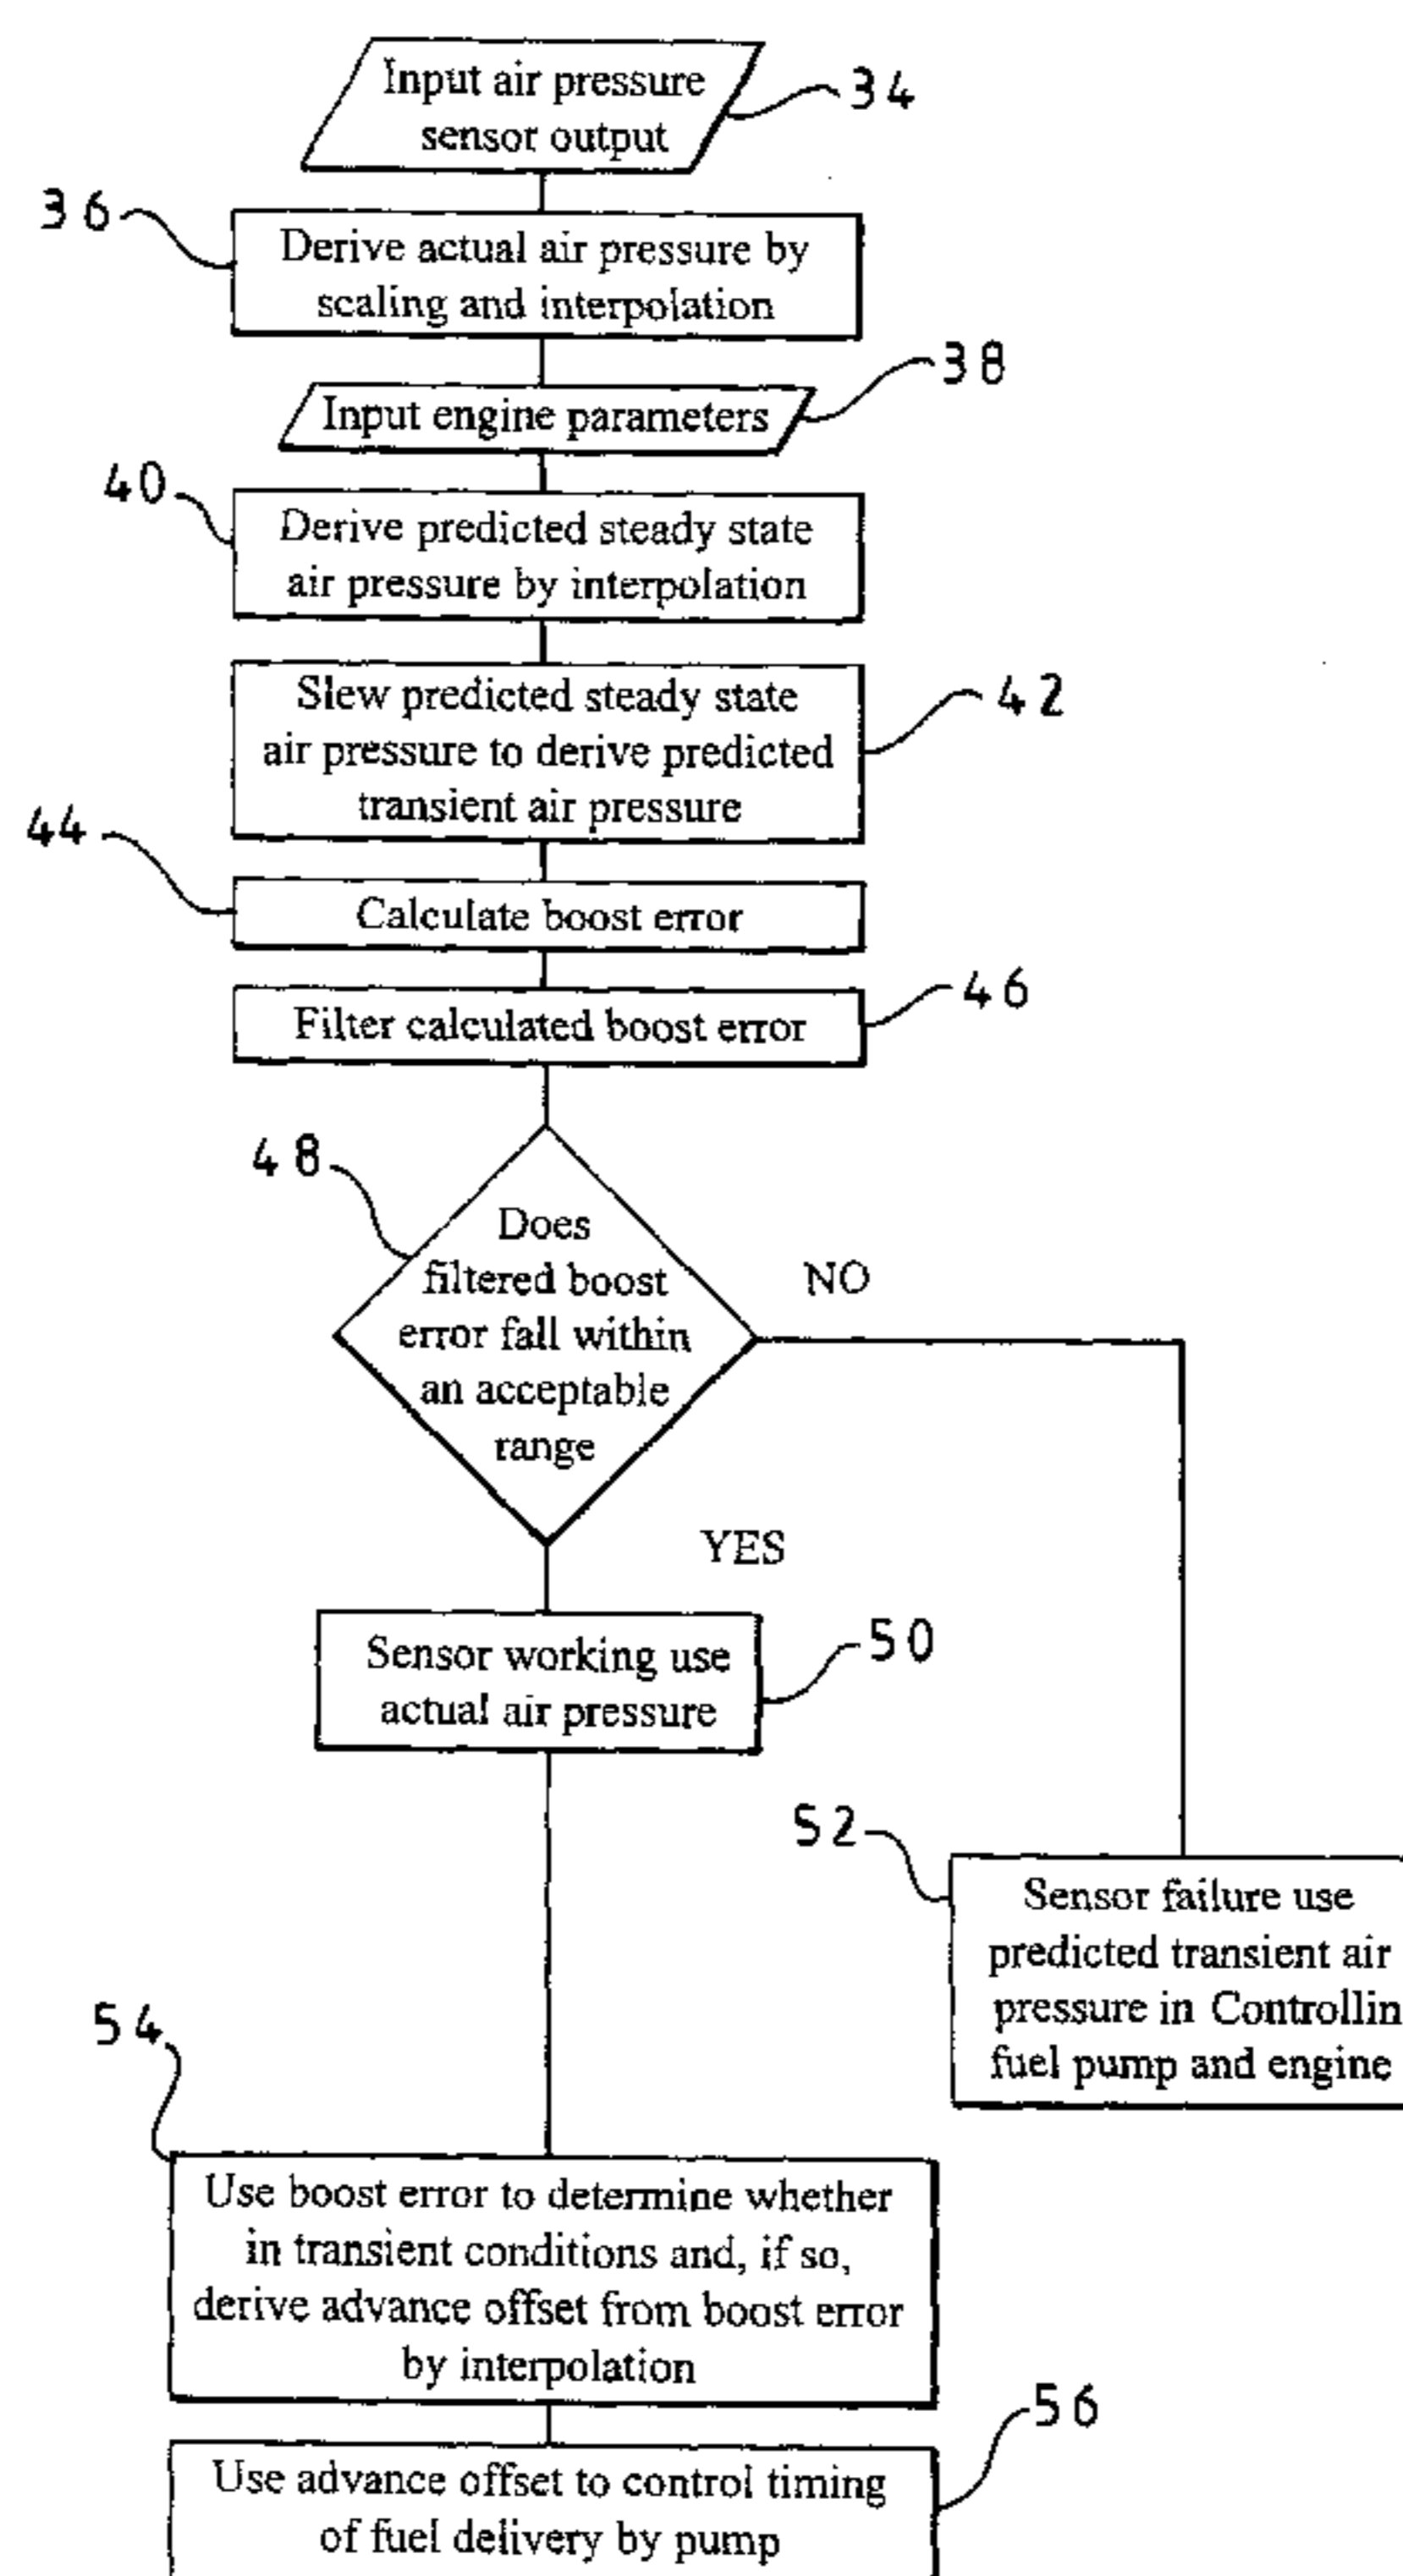 Input air pressure
sensor output
34
36
Derive actual air pressure by
scaling and interpolation
38
Input engine parameters
40
Derive predicted steady state
air pressure by interpolation
Slew predicted steady state
air pressure to derive predicted
transient air pressure
42
44
Calculate boost error
46
Filter calculated boost error
48
Does
filtered boost
error fall within
an acceptable
range
NO
YES
Sensor working use
actual air pressure
50
52
Sensor failure use
predicted transient air
pressure in Controllin
fuel pump and engine
54
Use boost error to determine whether
in transient conditions and, if so,
derive advance offset from boost error
by interpolation
56
Use advance offset to control timing
of fuel delivery by pump